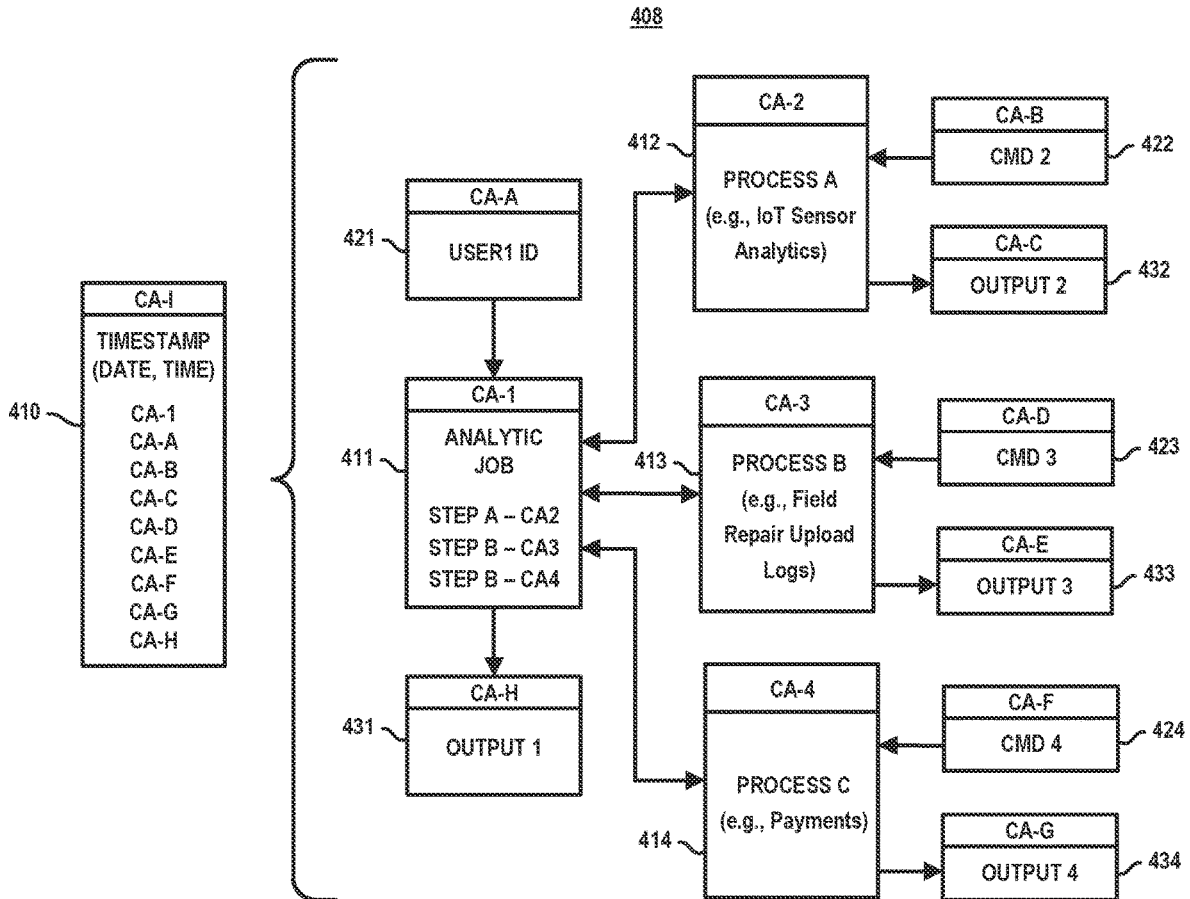 408
CA-I
TIMESTAMP
(DATE, TIME)
CA-1
CA-A
CA-B
CA-C
CA-D
CA-E
CA-F
CA-G
CA-H
410
CA-A
USER1 ID
421
CA-1
ANALYTIC
JOB
STEP A – CA2
STEP B – CA3
STEP B – CA4
411
CA-H
OUTPUT 1
431
CA-2
PROCESS A
(e.g., IoT Sensor
Analytics)
412
CA-B
CMD 2
422
CA-C
OUTPUT 2
432
CA-3
PROCESS B
(e.g., Field
Repair Upload
Logs)
413
CA-D
CMD 3
423
CA-E
OUTPUT 3
433
CA-4
PROCESS C
(e.g., Payments)
414
CA-F
CMD 4
424
CA-G
OUTPUT 4
434